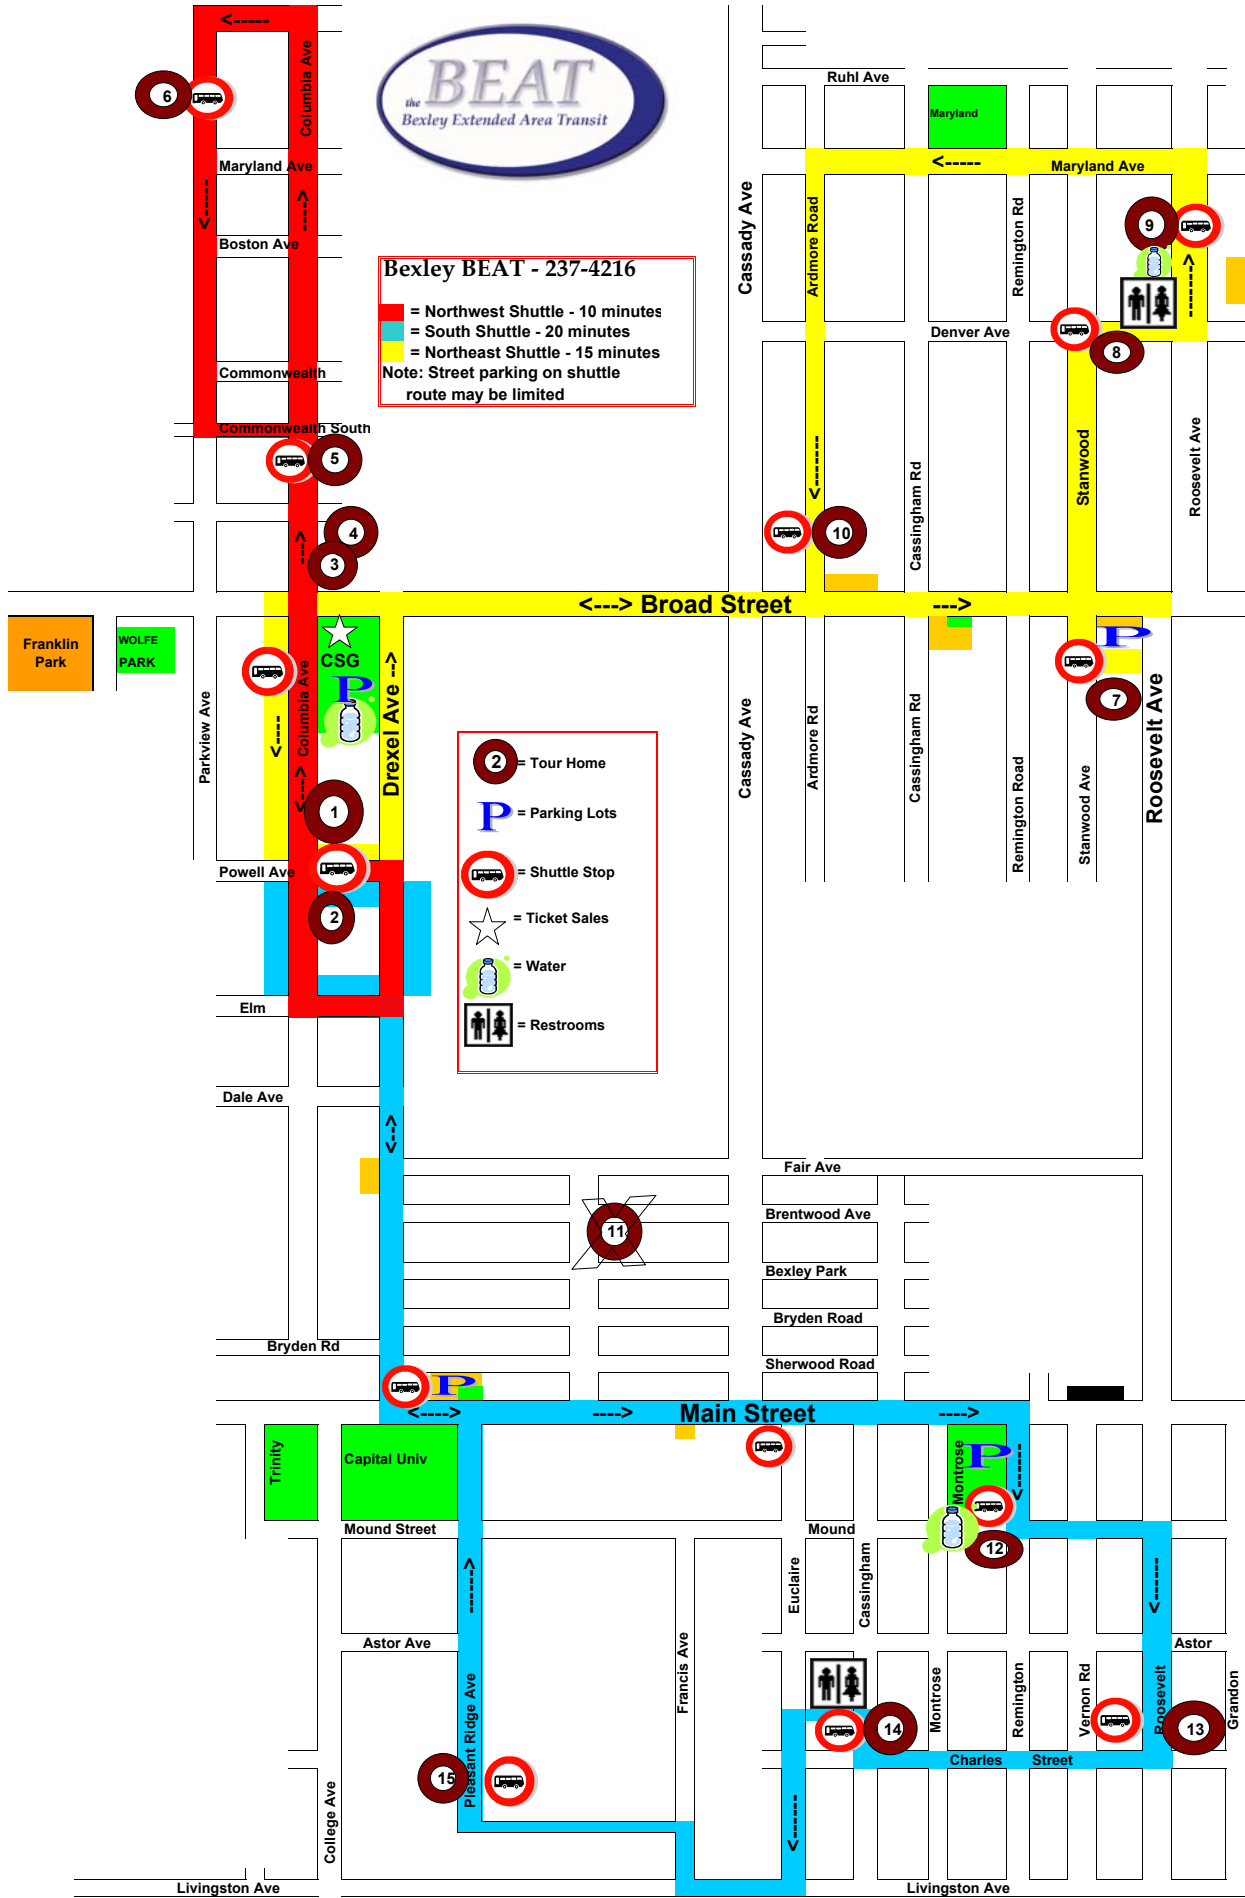 <-----
Columbia Ave
6
Maryland Ave
<-----
---->
Boston Ave
Commonwealth
Commonwealth South
5
4
3
---->
the BEAT
Bexley Extended Area Transit
Bexley BEAT - 237-4216
= Northwest Shuttle - 10 minutes
= South Shuttle - 20 minutes
= Northeast Shuttle - 15 minutes
Note: Street parking on shuttle
route may be limited
Ruhl Ave
Maryland
<-----
Maryland Ave
Cassady Ave
Ardmore Road
Remington Rd
9
Denver Ave
8
Stanwood
Roosevelt Ave
Cassingham Rd
<-------
------->
10
<---> Broad Street
--->
Franklin
Park
WOLFE
PARK
CSG
P
Parkview Ave
<----
Columbia Ave
<---->
Drexel Ave -->
1
Powell Ave
2
Elm
Dale Ave
<--->
2 = Tour Home
P = Parking Lots
= Shuttle Stop
= Ticket Sales
= Water
= Restrooms
Cassady Ave
Ardmore Rd
Cassingham Rd
Remington Road
Stanwood Ave
Roosevelt Ave
P
7
Fair Ave
Brentwood Ave
11
Bexley Park
Bryden Road
Bryden Rd
Sherwood Road
P
<---->
---->
Main Street
---->
Trinity
Capital Univ
Montrose
P
<------
Mound Street
Mound
12
Euclaire
Cassingham
<------
------>
Astor Ave
Astor
Pleasant Ridge Ave
Francis Ave
Montrose
Remington
Vernon Rd
Roosevelt
Grandon
14
13
Charles Street
15
College Ave
<------
Livingston Ave
Livingston Ave